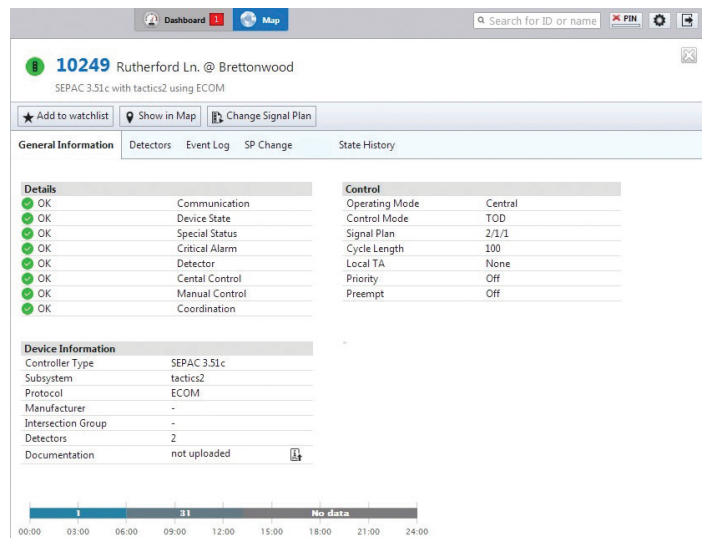 Dashboard 1 Map Search for ID or name PIN
10249 Rutherford Ln. @ Brettonwood
SEPAC 3.51c with tactics2 using ECOM
Add to watchlist Show in Map Change Signal Plan
General Information Detectors Event Log SP Change State History
Details Control
OK Communication Operating Mode Central
OK Device State Control Mode TOD
OK Special Status Signal Plan 2/1/1
OK Critical Alarm Cycle Length 100
OK Detector Local TA None
OK Cental Control Priority Off
OK Manual Control Preempt Off
OK Coordination
Device Information
Controller Type SEPAC 3.51c
Subsystem tactics2
Protocol ECOM
Manufacturer -
Intersection Group -
Detectors 2
Documentation not uploaded
1 31 No data
00:00 03:00 06:00 09:00 12:00 15:00 18:00 21:00 24:00